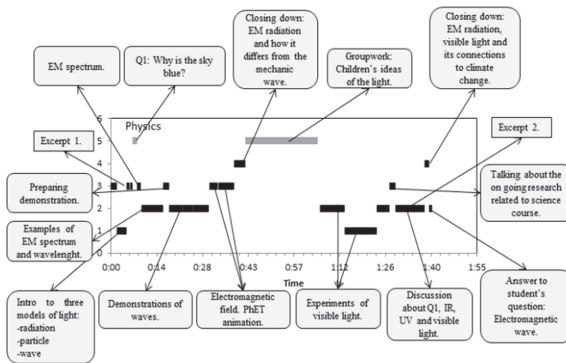 EM spectrum.
Q1: Why is the sky
blue?
Closing down:
EM radiation
and how it
differs from the
mechanic
wave.
Groupwork:
Children's ideas
of the light.
Closing down:
EM radiation,
visible light and
its connections
to climate
change.
Excerpt 1.
Excerpt 2.
Preparing
demonstration.
Talking about the
on going research
related to science
course.
Examples of
EM spectrum
and wavelenght.
Physics
6
5
4
3
2
1
0
0:00
0:14
0:28
0:43
0:57
1:12
1:26
1:40
1:55
Time
Intro to three
models of light:
-radiation
-particle
-wave
Demonstrations of
waves.
Electromagnetic
field. PhET
animation.
Experiments of
visible light.
Discussion
about Q1, IR,
UV and visible
light.
Answer to
student's
question:
Electromagnetic
wave.